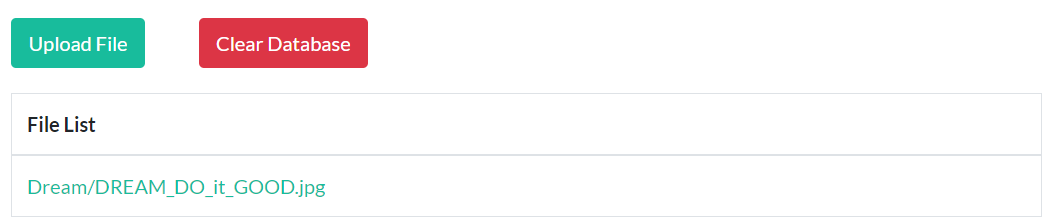 Upload File Clear Database
File List
Dream/DREAM_DO_it_GOOD.jpg